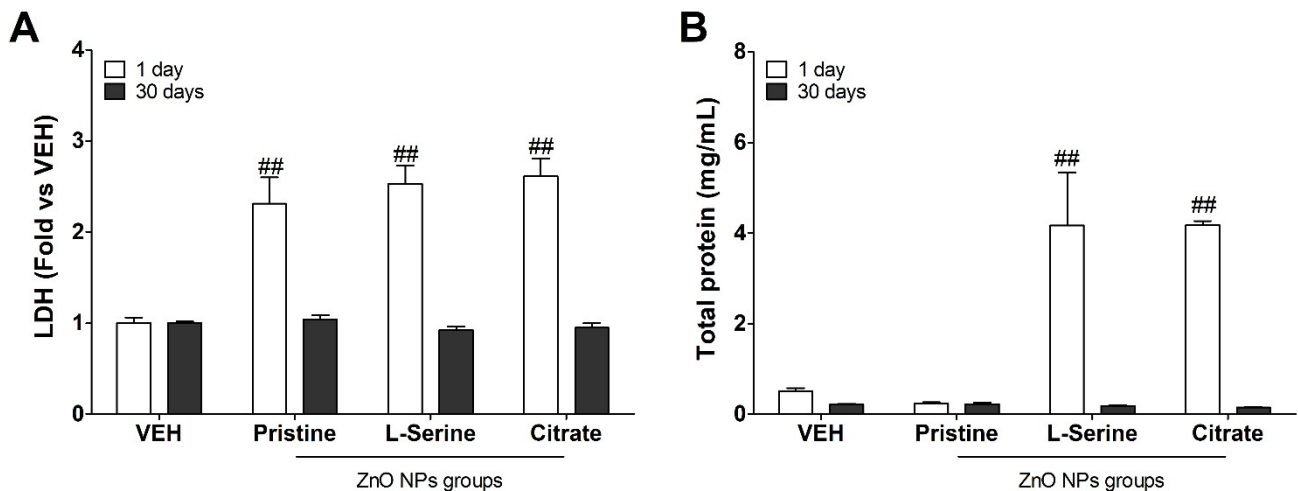 A
LDH (Fold vs VEH)
4
3
2
1
0
1 day
30 days
##
##
##
VEH
Pristine
L-Serine
Citrate
ZnO NPs groups
B
Total protein (mg/mL)
8
6
4
2
0
1 day
30 days
##
##
VEH
Pristine
L-Serine
Citrate
ZnO NPs groups